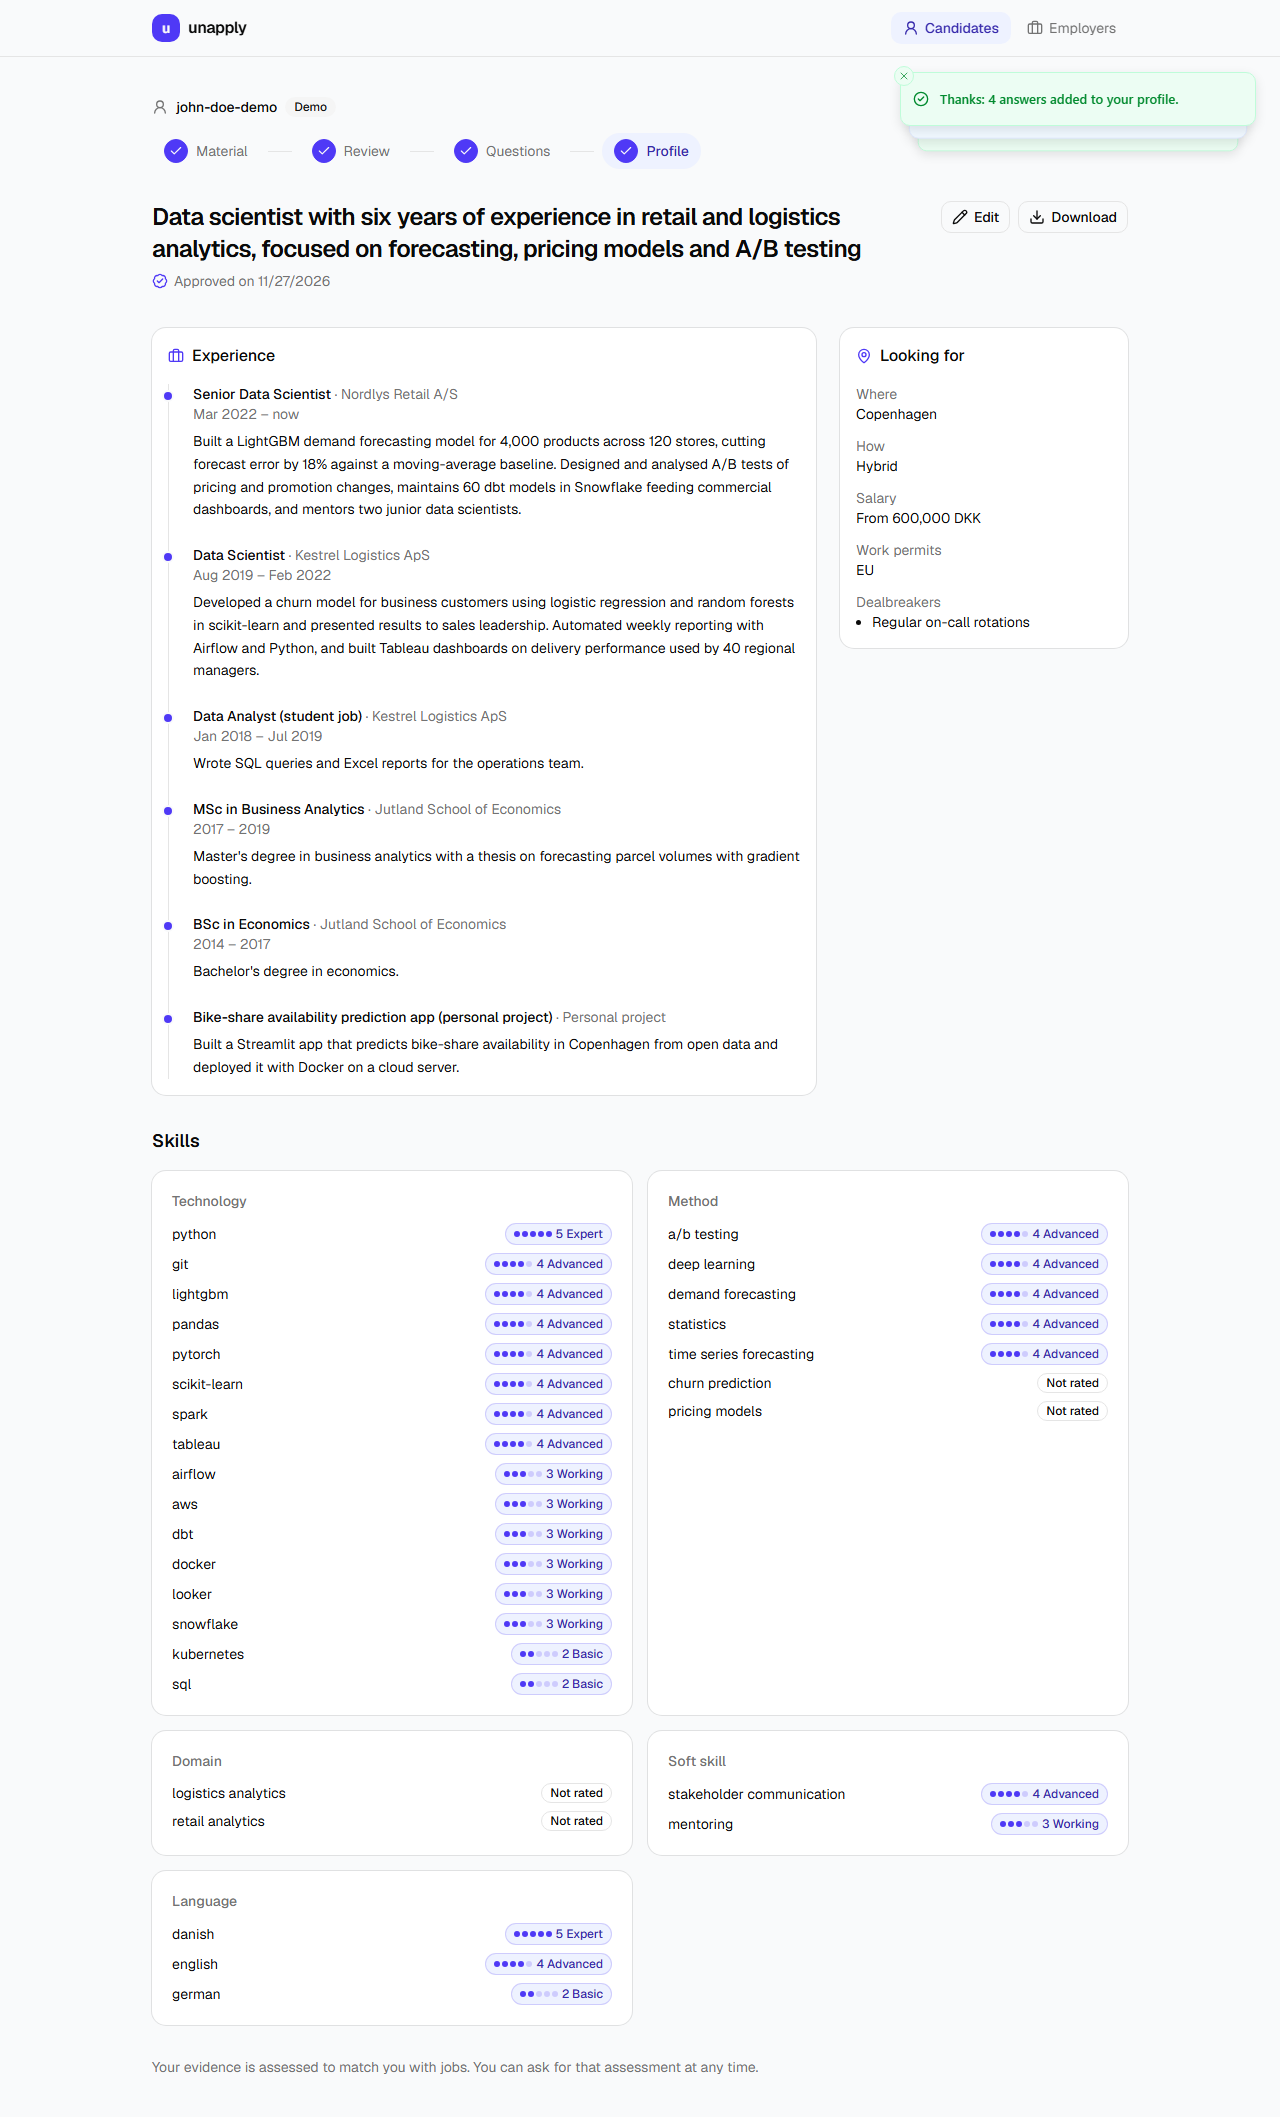 u unapply
Candidates
Employers
Thanks: 4 answers added to your profile.
john-doe-demo Demo
Material
Review
Questions
Profile
Data scientist with six years of experience in retail and logistics
analytics, focused on forecasting, pricing models and A/B testing
Edit
Download
Approved on 11/27/2026
Experience
Senior Data Scientist · Nordlys Retail A/S
Mar 2022 – now
Built a LightGBM demand forecasting model for 4,000 products across 120 stores, cutting
forecast error by 18% against a moving-average baseline. Designed and analysed A/B tests of
pricing and promotion changes, maintains 60 dbt models in Snowflake feeding commercial
dashboards, and mentors two junior data scientists.
Data Scientist · Kestrel Logistics ApS
Aug 2019 – Feb 2022
Developed a churn model for business customers using logistic regression and random forests
in scikit-learn and presented results to sales leadership. Automated weekly reporting with
Airflow and Python, and built Tableau dashboards on delivery performance used by 40 regional
managers.
Data Analyst (student job) · Kestrel Logistics ApS
Jan 2018 – Jul 2019
Wrote SQL queries and Excel reports for the operations team.
MSc in Business Analytics · Jutland School of Economics
2017 – 2019
Master's degree in business analytics with a thesis on forecasting parcel volumes with gradient
boosting.
BSc in Economics · Jutland School of Economics
2014 – 2017
Bachelor's degree in economics.
Bike-share availability prediction app (personal project) · Personal project
Built a Streamlit app that predicts bike-share availability in Copenhagen from open data and
deployed it with Docker on a cloud server.
Looking for
Where
Copenhagen
How
Hybrid
Salary
From 600,000 DKK
Work permits
EU
Dealbreakers
• Regular on-call rotations
Skills
Technology
python 5 Expert
git 4 Advanced
lightgbm 4 Advanced
pandas 4 Advanced
pytorch 4 Advanced
scikit-learn 4 Advanced
spark 4 Advanced
tableau 4 Advanced
airflow 3 Working
aws 3 Working
dbt 3 Working
docker 3 Working
looker 3 Working
snowflake 3 Working
kubernetes 2 Basic
sql 2 Basic
Method
a/b testing 4 Advanced
deep learning 4 Advanced
demand forecasting 4 Advanced
statistics 4 Advanced
time series forecasting 4 Advanced
churn prediction Not rated
pricing models Not rated
Domain
logistics analytics Not rated
retail analytics Not rated
Soft skill
stakeholder communication 4 Advanced
mentoring 3 Working
Language
danish 5 Expert
english 4 Advanced
german 2 Basic
Your evidence is assessed to match you with jobs. You can ask for that assessment at any time.